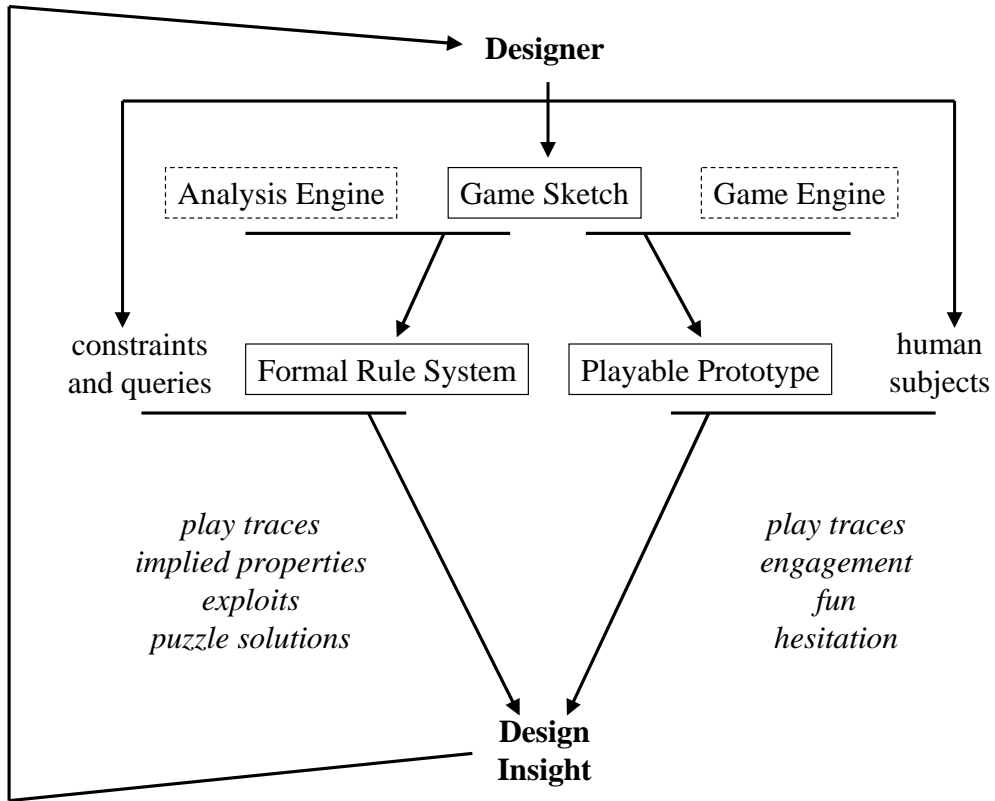 Designer
Analysis Engine
Game Sketch
Game Engine
constraints
and queries
Formal Rule System
Playable Prototype
human
subjects
play traces
implied properties
exploits
puzzle solutions
play traces
engagement
fun
hesitation
Design
Insight